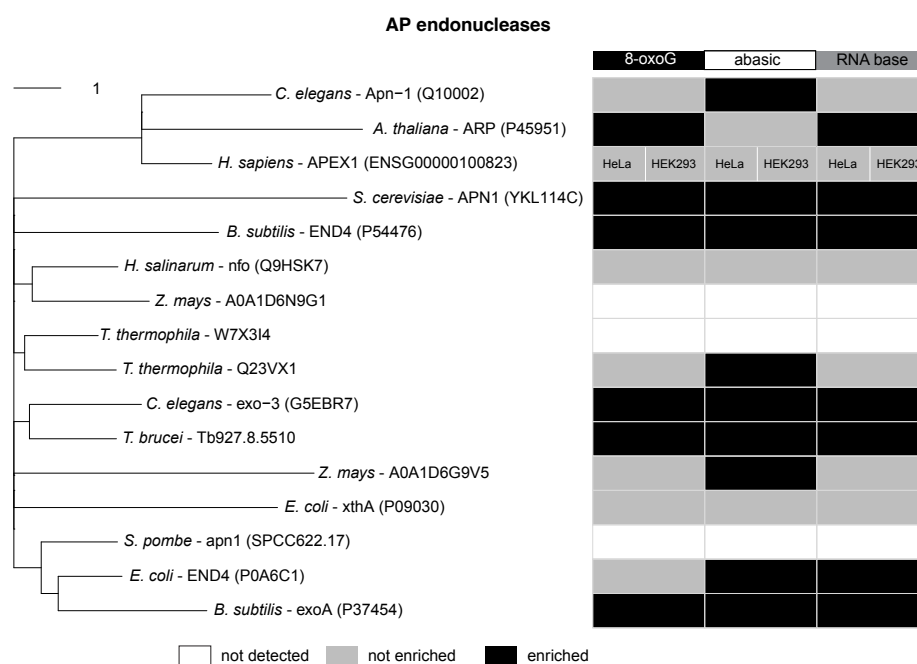 AP endonucleases
8-oxoG abasic RNA base
1
C. elegans - Apn−1 (Q10002)
A. thaliana - ARP (P45951)
H. sapiens - APEX1 (ENSG00000100823) HeLa HEK293 HeLa HEK293 HeLa HEK293
S. cerevisiae - APN1 (YKL114C)
B. subtilis - END4 (P54476)
H. salinarum - nfo (Q9HSK7)
Z. mays - A0A1D6N9G1
T. thermophila - W7X3I4
T. thermophila - Q23VX1
C. elegans - exo−3 (G5EBR7)
T. brucei - Tb927.8.5510
Z. mays - A0A1D6G9V5
E. coli - xthA (P09030)
S. pombe - apn1 (SPCC622.17)
E. coli - END4 (P0A6C1)
B. subtilis - exoA (P37454)
not detected not enriched enriched